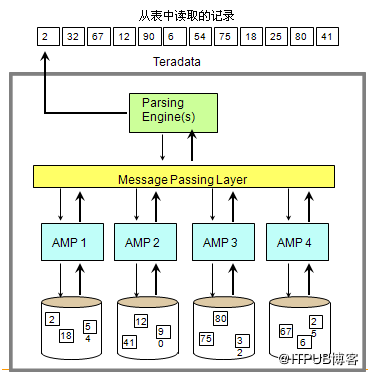 从表中读取的记录
2 32 67 12 90 6 54 75 18 25 80 41
Teradata
Parsing
Engine(s)
Message Passing Layer
AMP 1 AMP 2 AMP 3 AMP 4
2 18 5
4
12 41 9
0
80 75 3
2
67 6 2
5
@ITPUB博客